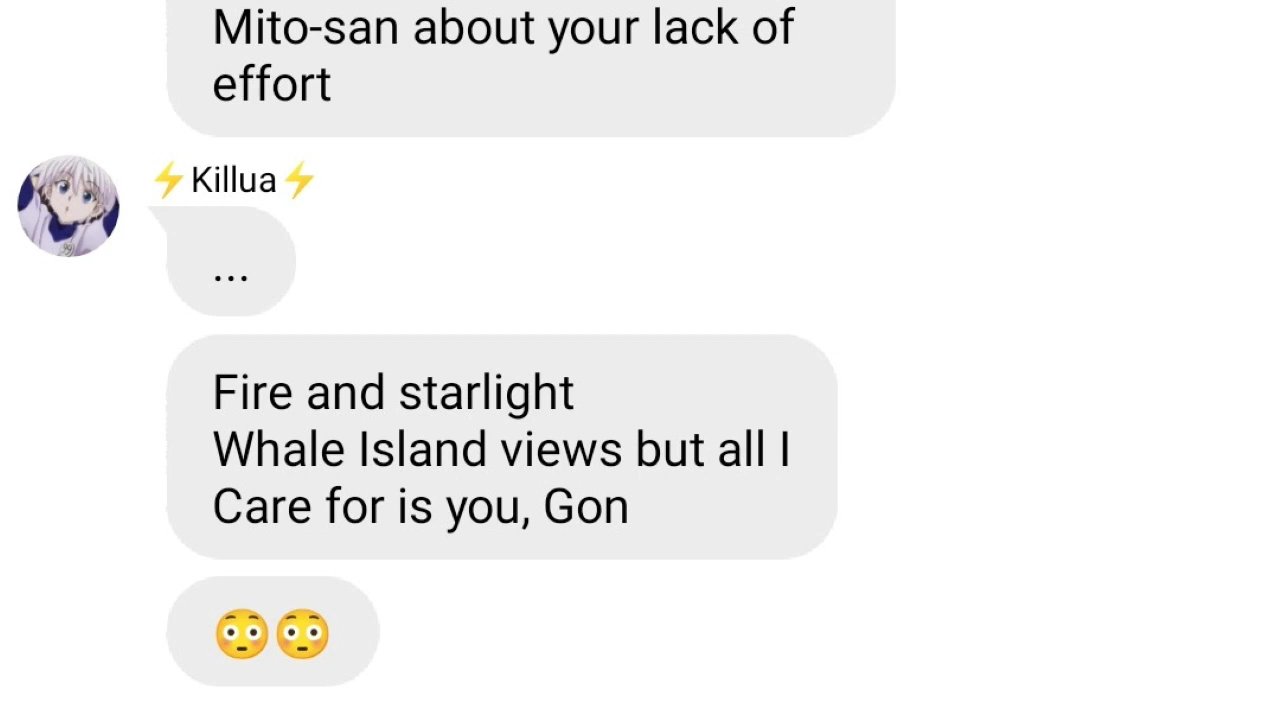 Mito-san about your lack of
effort
⚡Killua⚡
...
Fire and starlight
Whale Island views but all I
Care for is you, Gon
😳😳